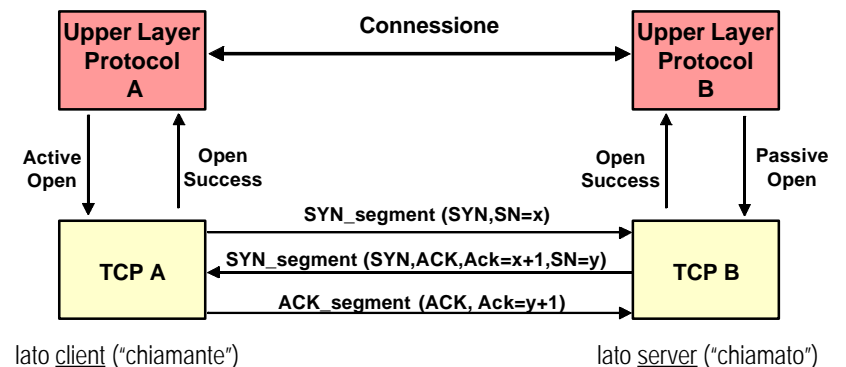 Upper Layer
Protocol
A
Connessione
Upper Layer
Protocol
B
Active
Open
Open
Success
Open
Success
Passive
Open
SYN_segment (SYN,SN=x)
TCP A
SYN_segment (SYN,ACK,Ack=x+1,SN=y)
TCP B
ACK_segment (ACK, Ack=y+1)
lato client (“chiamante”)
lato server (“chiamato”)